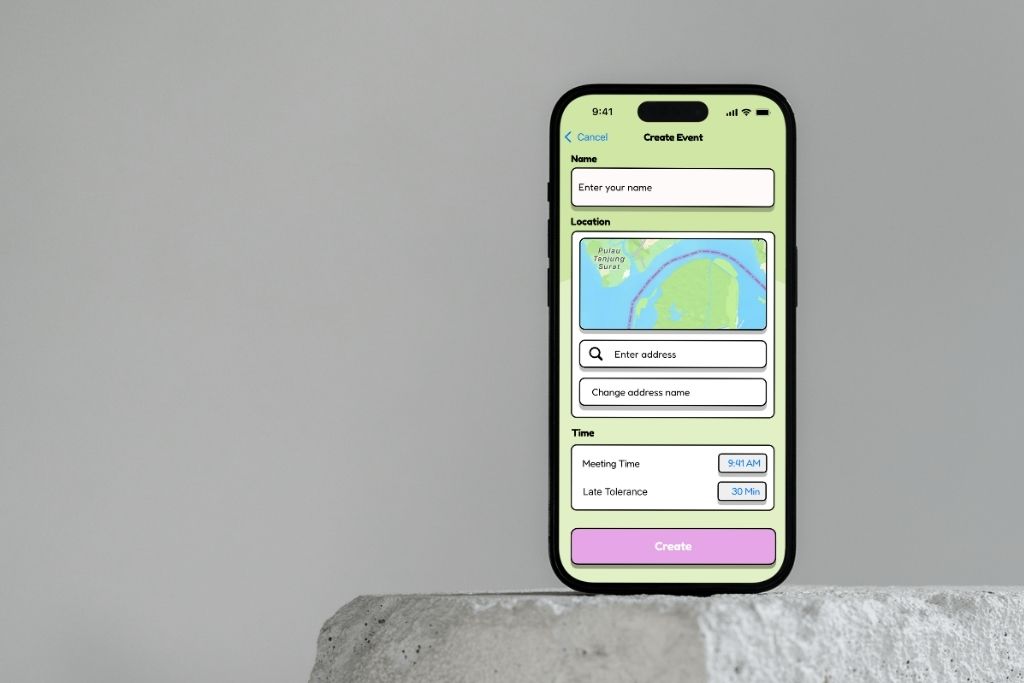 9:41
Cancel
Create Event
Name
Enter your name
Location
Pulau
Tanjung
Surat
Enter address
Change address name
Time
Meeting Time
9:41 AM
Late Tolerance
30 Min
Create